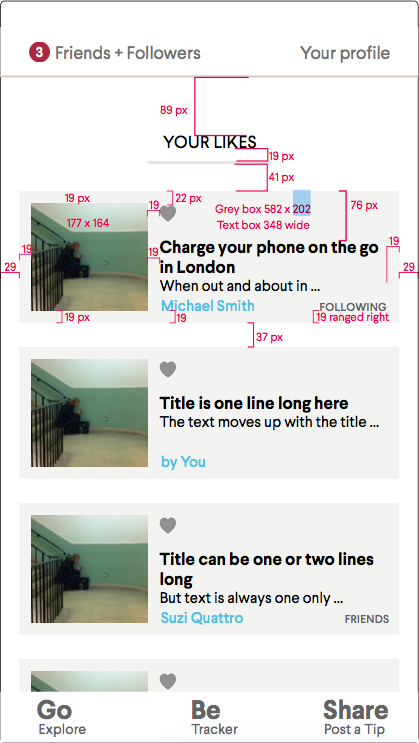 3 Friends + Followers
Your profile
89 px
YOUR LIKES
19 px
41 px
19 px
22 px
76 px
19
Grey box 582 x 202
177 x 164
Text box 348 wide
19
19
19
Charge your phone on the go
in London
29
29
When out and about in ...
Michael Smith
FOLLOWING
19 px
19
19 ranged right
37 px
Title is one line long here
The text moves up with the title ...
by You
Title can be one or two lines
long
But text is always one only ...
Suzi Quattro
FRIENDS
Go
Be
Share
Explore
Tracker
Post a Tip